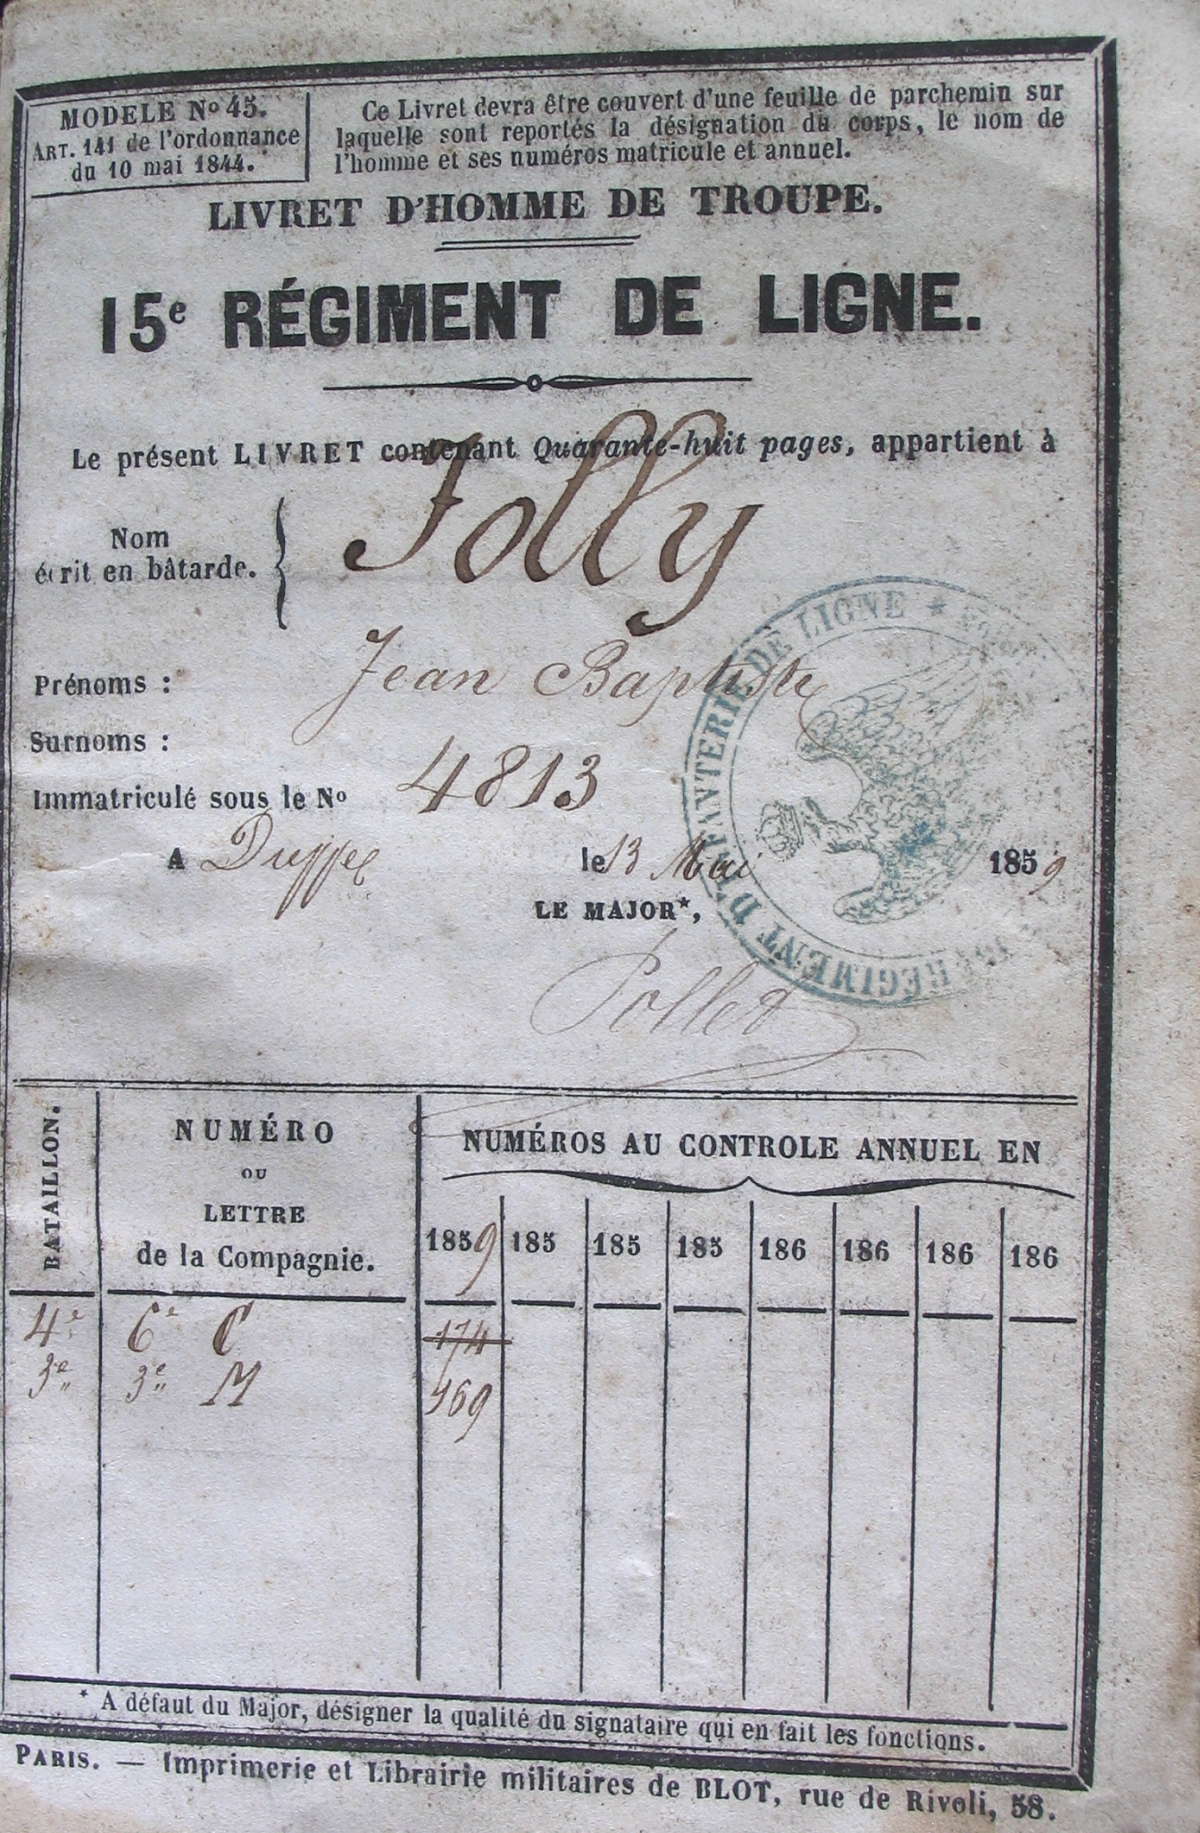 MODELE No 45.
ART. 141 de l'ordonnance
du 10 mai 1844.
Ce Livret devra être couvert d'une feuille de parchemin sur
laquelle sont reportés la désignation du corps, le nom de
l'homme et ses numéros matricule et annuel.
LIVRET D'HOMME DE TROUPE.
15e RÉGIMENT DE LIGNE.
Le présent LIVRET contenant Quarante-huit pages, appartient à
Nom
écrit en bâtarde.
Jolly
Prénoms : Jean Baptiste
Surnoms :
Immatriculé sous le No 4813
A le 13 Mai 1859
LE MAJOR*,
Pollet
RÉGIMENT D'INFANTERIE DE LIGNE *
BATAILLON.
NUMÉRO
OU
LETTRE
de la Compagnie.
NUMÉROS AU CONTROLE ANNUEL EN
1859 185 185 185 186 186 186 186
4e 6e C 174
3e 3e M 169
* A défaut du Major, désigner la qualité du signataire qui en fait les fonctions.
PARIS. — Imprimerie et Librairie militaires de BLOT, rue de Rivoli, 58.